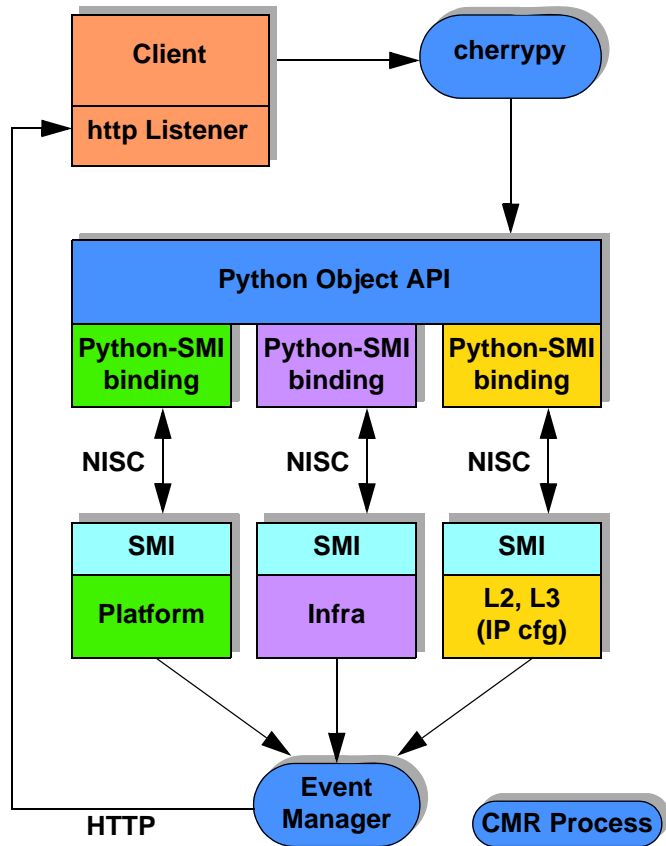 Client
cherrypy
http Listener
Python Object API
Python-SMI
binding
Python-SMI
binding
Python-SMI
binding
NISC
NISC
NISC
SMI
SMI
SMI
Platform
Infra
L2, L3
(IP cfg)
Event
Manager
HTTP
CMR Process